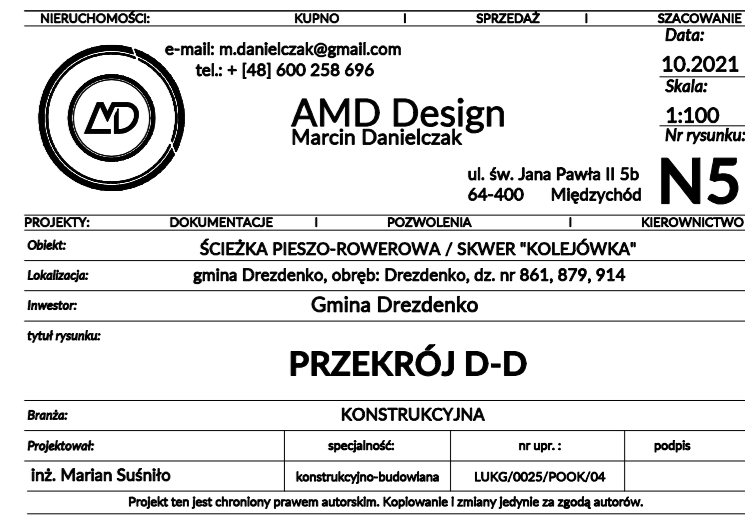 NIERUCHOMOŚCI: KUPNO I SPRZEDAŻ I SZACOWANIE
e-mail: m.danielczak@gmail.com
tel.: + [48] 600 258 696
Data:
10.2021
Skala:
1:100
Nr rysunku:
N5
MD
AMD Design
Marcin Danielczak
ul. św. Jana Pawła II 5b
64-400 Międzychód
PROJEKTY: DOKUMENTACJE I POZWOLENIA I KIEROWNICTWO
Obiekt: ŚCIEŻKA PIESZO-ROWEROWA / SKWER "KOLEJÓWKA"
Lokalizacja: gmina Drezdenko, obręb: Drezdenko, dz. nr 861, 879, 914
Inwestor: Gmina Drezdenko
tytuł rysunku:
PRZEKRÓJ D-D
Branża: KONSTRUKCYJNA
Projektował: specjalność: nr upr. : podpis
inż. Marian Suśniło konstrukcyjno-budowlana LUKG/0025/POOK/04
Projekt ten jest chroniony prawem autorskim. Kopiowanie i zmiany jedynie za zgodą autorów.